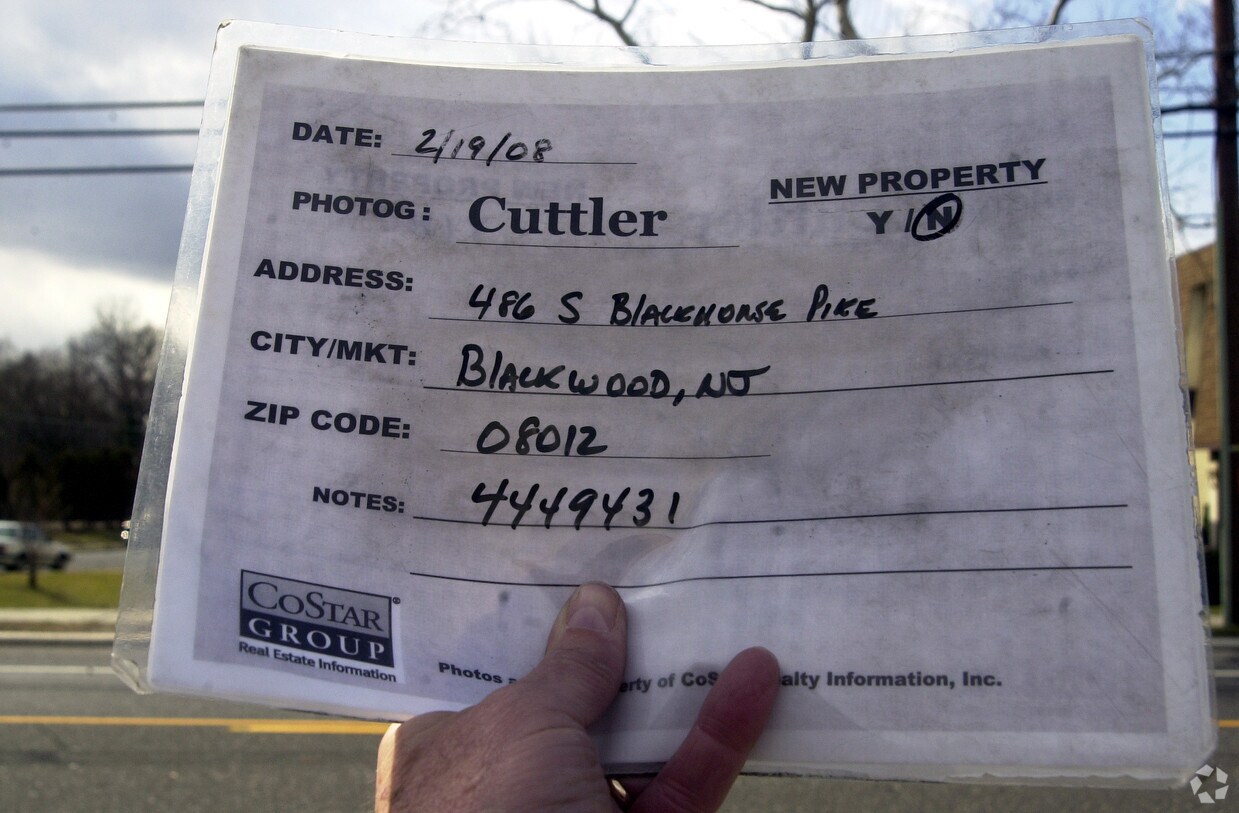 DATE: 2/19/08
NEW PROPERTY
PHOTOG: Cuttler
Y / N
ADDRESS: 486 S BLACKHORSE PIKE
CITY/MKT: BLACKWOOD, NJ
ZIP CODE: 08012
NOTES: 4449431
COSTAR®
GROUP
Real Estate Information
Photos erty of CoS alty Information, Inc.